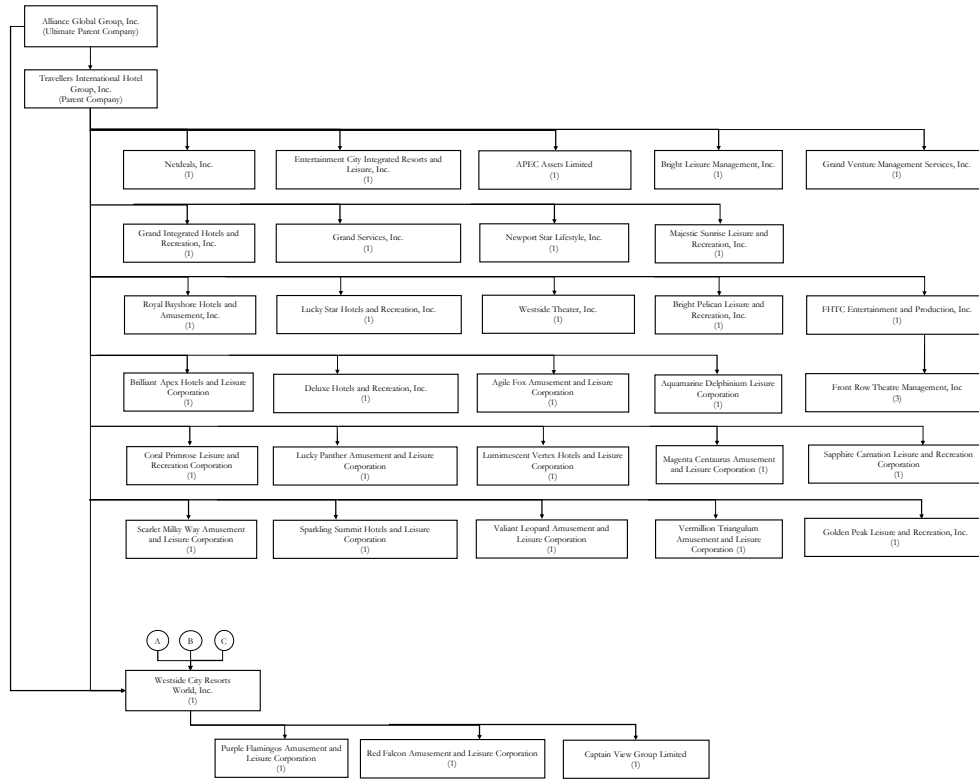 Alliance Global Group, Inc.
(Ultimate Parent Company)
Travellers International Hotel
Group, Inc.
(Parent Company)
Netdeals, Inc.
(1)
Entertainment City Integrated Resorts and
Leisure, Inc.
(1)
APEC Assets Limited
(1)
Bright Leisure Management, Inc.
(1)
Grand Venture Management Services, Inc.
(1)
Grand Integrated Hotels and
Recreation, Inc.
(1)
Grand Services, Inc.
(1)
Newport Star Lifestyle, Inc.
(1)
Majestic Sunrise Leisure and
Recreation, Inc.
(1)
Royal Bayshore Hotels and
Amusement, Inc.
(1)
Lucky Star Hotels and Recreation, Inc.
(1)
Westside Theater, Inc.
(1)
Bright Pelican Leisure and
Recreation, Inc.
(1)
FHTC Entertainment and Production, Inc.
(1)
Brilliant Apex Hotels and Leisure
Corporation
(1)
Deluxe Hotels and Recreation, Inc.
(1)
Agile Fox Amusement and Leisure
Corporation
(1)
Aquamarine Delphinium Leisure
Corporation
(1)
Front Row Theatre Management, Inc
(3)
Coral Primrose Leisure and
Recreation Corporation
(1)
Lucky Panther Amusement and Leisure
Corporation
(1)
Lumimescent Vertex Hotels and Leisure
Corporation
(1)
Magenta Centaurus Amusement
and Leisure Corporation (1)
Sapphire Carnation Leisure and Recreation
Corporation
(1)
Scarlet Milky Way Amusement
and Leisure Corporation
(1)
Sparkling Summit Hotels and Leisure
Corporation
(1)
Valiant Leopard Amusement and
Leisure Corporation
(1)
Vermillion Triangulum
Amusement and Leisure
Corporation (1)
Golden Peak Leisure and Recreation, Inc.
(1)
A
B
C
Westside City Resorts
World, Inc.
(1)
Purple Flamingos Amusement and
Leisure Corporation
(1)
Red Falcon Amusement and Leisure Corporation
(1)
Captain View Group Limited
(1)